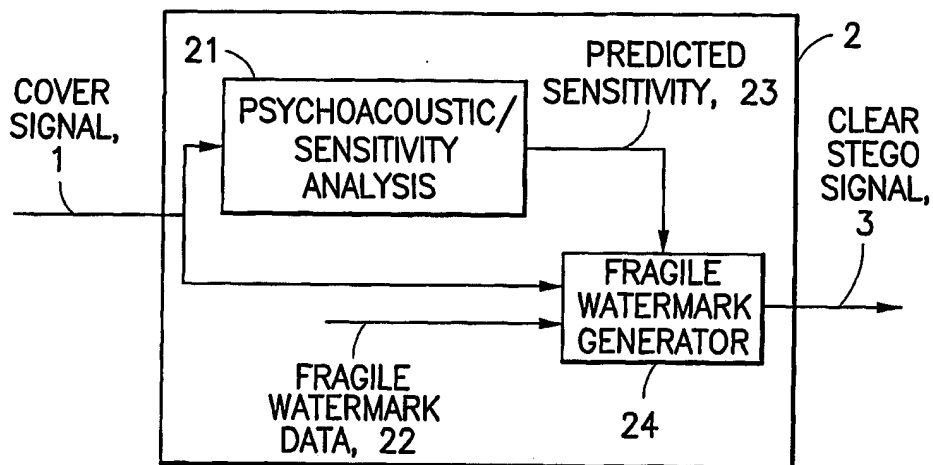 COVER
SIGNAL,
1
21
PSYCHOACOUSTIC/
SENSITIVITY
ANALYSIS
PREDICTED
SENSITIVITY, 23
2
CLEAR
STEGO
SIGNAL,
3
FRAGILE
WATERMARK
GENERATOR
24
FRAGILE
WATERMARK
DATA, 22